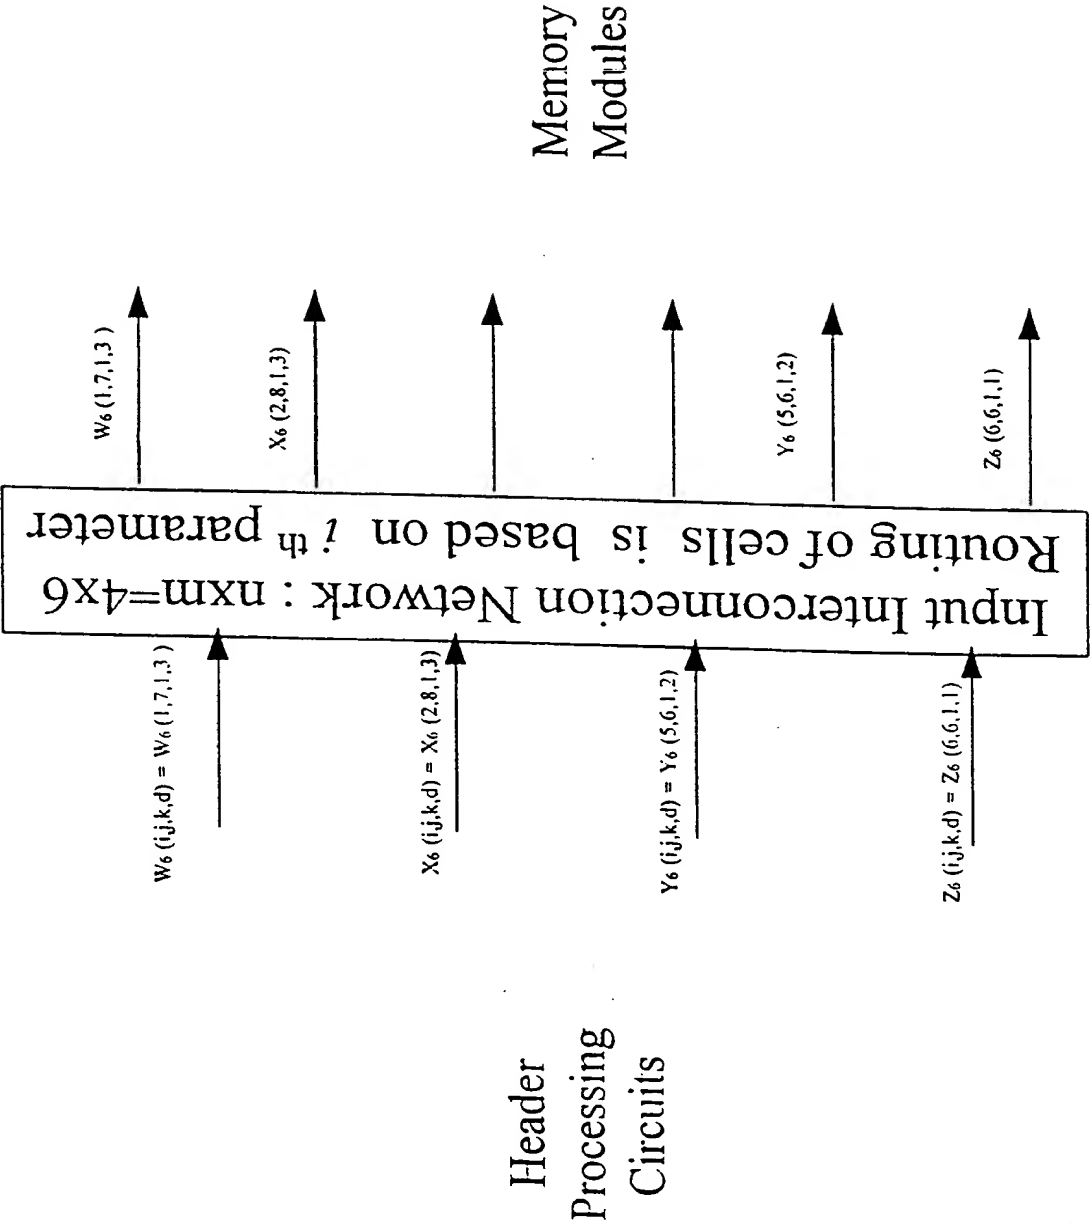 Memory
Modules
W6 (1,7,1,3 )
X6 (2,8,1,3)
Y6 (5,6,1,2)
Z6 (6,6,1,1)
Input Interconnection Network : nxm=4x6
Routing of cells is based on i th parameter
W6 (i,j,k,d) = W6 (1,7,1,3 )
X6 (i,j,k,d) = X6 (2,8,1,3)
Y6 (i,j,k,d) = Y6 (5,6,1,2)
Z6 (i,j,k,d) = Z6 (6,6,1,1)
Header
Processing
Circuits